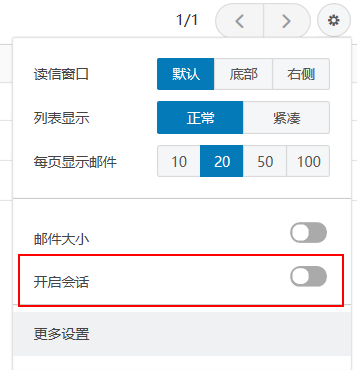 1/1
读信窗口 默认 底部 右侧
列表显示 正常 紧凑
每页显示邮件 10 20 50 100
邮件大小
开启会话
更多设置